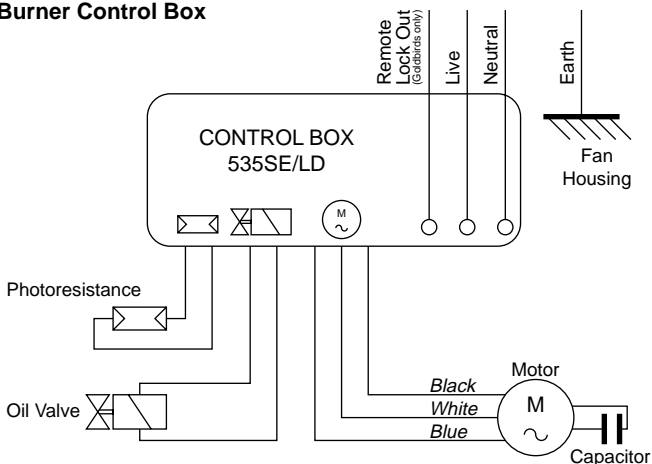 Burner Control Box
Remote
Lock Out
(Goldbirds only)
Live
Neutral
Earth
CONTROL BOX
535SE/LD
Fan
Housing
M
Photoresistance
Oil Valve
Black
White
Blue
Motor
M
Capacitor